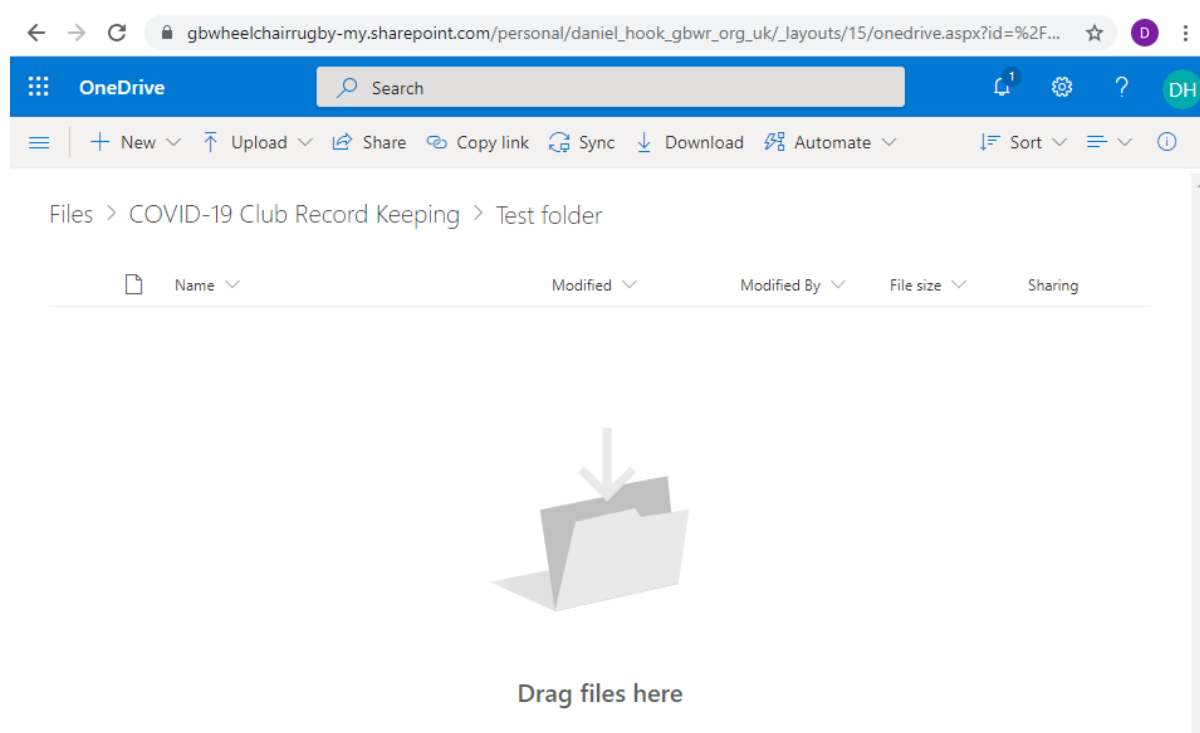 gbwheelchairrugby-my.sharepoint.com/personal/daniel_hook_gbwr_org_uk/_layouts/15/onedrive.aspx?id=%2F... D
OneDrive Search 1 ? DH
New Upload Share Copy link Sync Download Automate Sort
Files > COVID-19 Club Record Keeping > Test folder
Name Modified Modified By File size Sharing
Drag files here